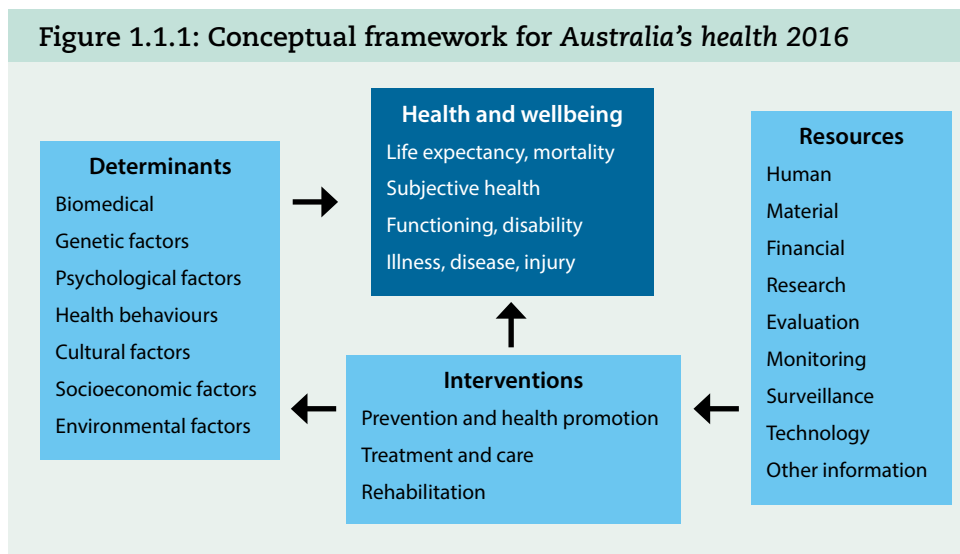 Figure 1.1.1: Conceptual framework for Australia's health 2016
Determinants
Biomedical
Genetic factors
Psychological factors
Health behaviours
Cultural factors
Socioeconomic factors
Environmental factors
Health and wellbeing
Life expectancy, mortality
Subjective health
Functioning, disability
Illness, disease, injury
Interventions
Prevention and health promotion
Treatment and care
Rehabilitation
Resources
Human
Material
Financial
Research
Evaluation
Monitoring
Surveillance
Technology
Other information